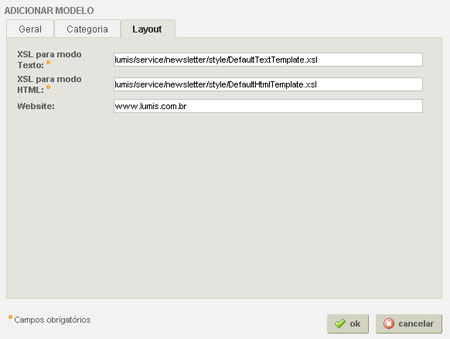 ADICIONAR MODELO
Geral Categoria Layout
XSL para modo
Texto: lumis/service/newsletter/style/DefaultTextTemplate.xsl
XSL para modo
HTML: lumis/service/newsletter/style/DefaultHtmlTemplate.xsl
Website: www.lumis.com.br
Campos obrigatórios
ok cancelar